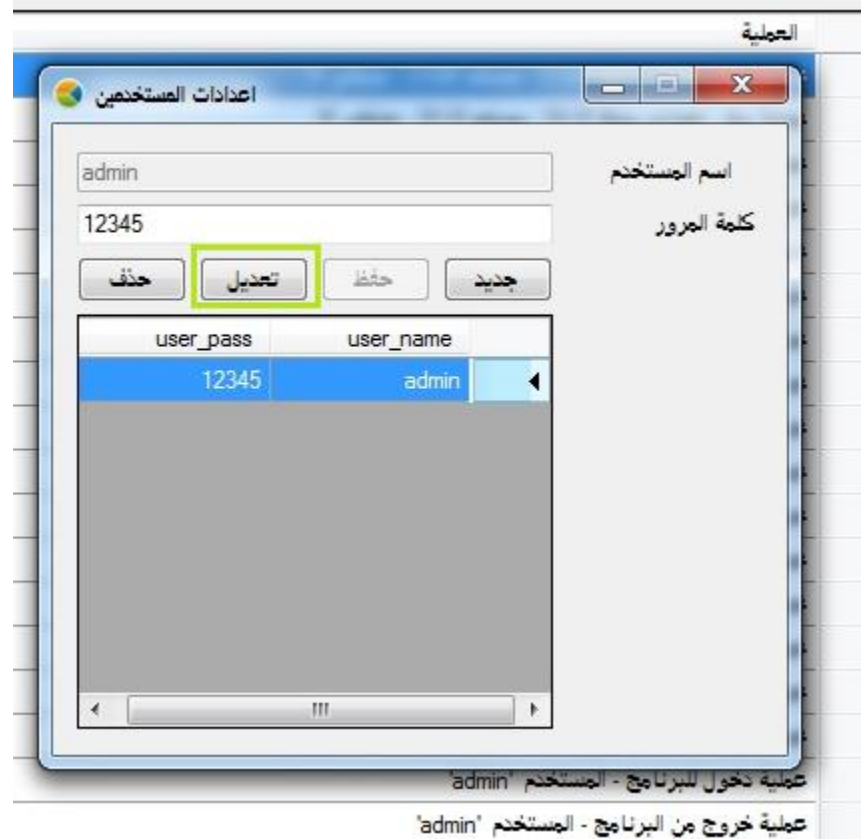 العملية
اعدادات المستخدمين
اسم المستخدم admin
كلمة المرور 12345
جديد حفظ تعديل حذف
user_name user_pass
admin 12345
عملية دخول للبرنامج - المستخدم 'admin'
عملية خروج من البرنامج - المستخدم 'admin'